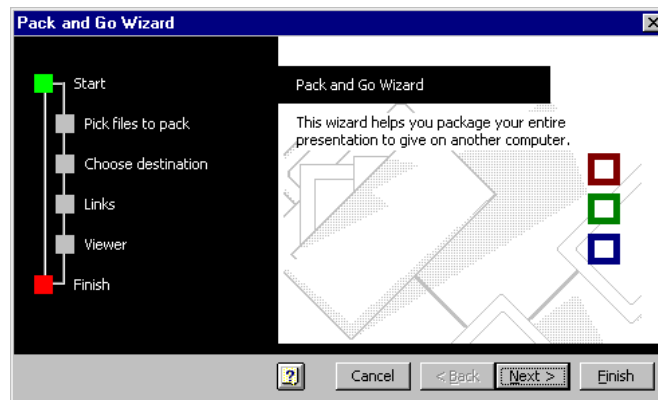 Pack and Go Wizard
Start
Pick files to pack
Choose destination
Links
Viewer
Finish
Pack and Go Wizard
This wizard helps you package your entire
presentation to give on another computer.
?
Cancel
< Back
Next >
Finish